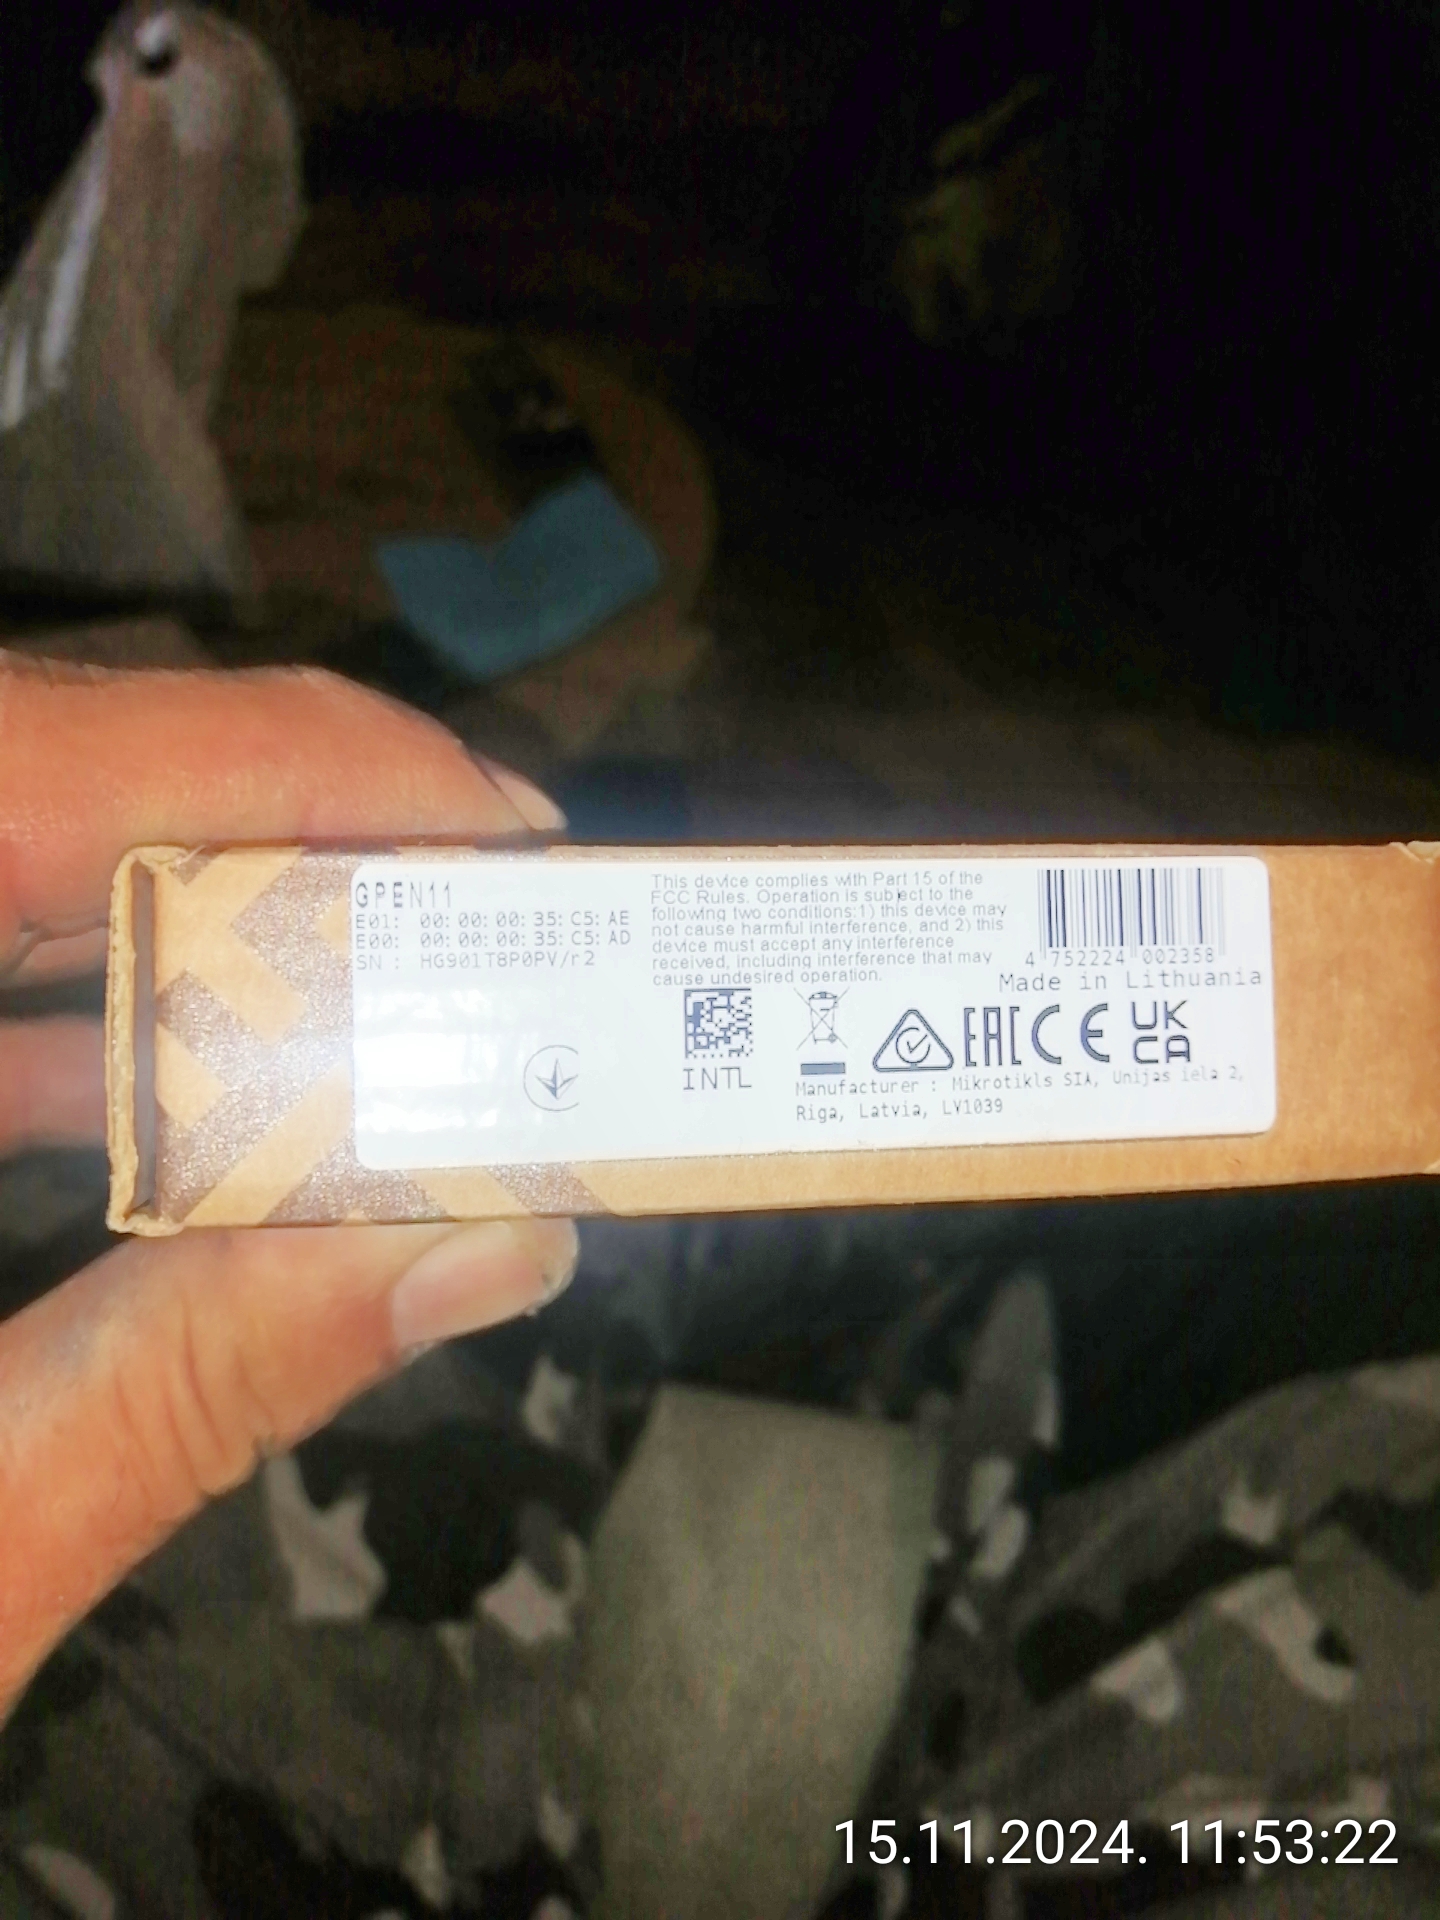 GPEN11
E01: 00:00:00:35:C5:AE
E00: 00:00:00:35:C5:AD
SN : HG901T8P0PV/r2
This device complies with Part 15 of the
FCC Rules. Operation is subject to the
following two conditions:1) this device may
not cause harmful interference, and 2) this
device must accept any interference
received, including interference that may
cause undesired operation.
4 752224 002358
Made in Lithuania
INTL
EAC CE UK
CA
Manufacturer : Mikrotikls SIA, Unijas iela 2,
Riga, Latvia, LV1039
15.11.2024. 11:53:22